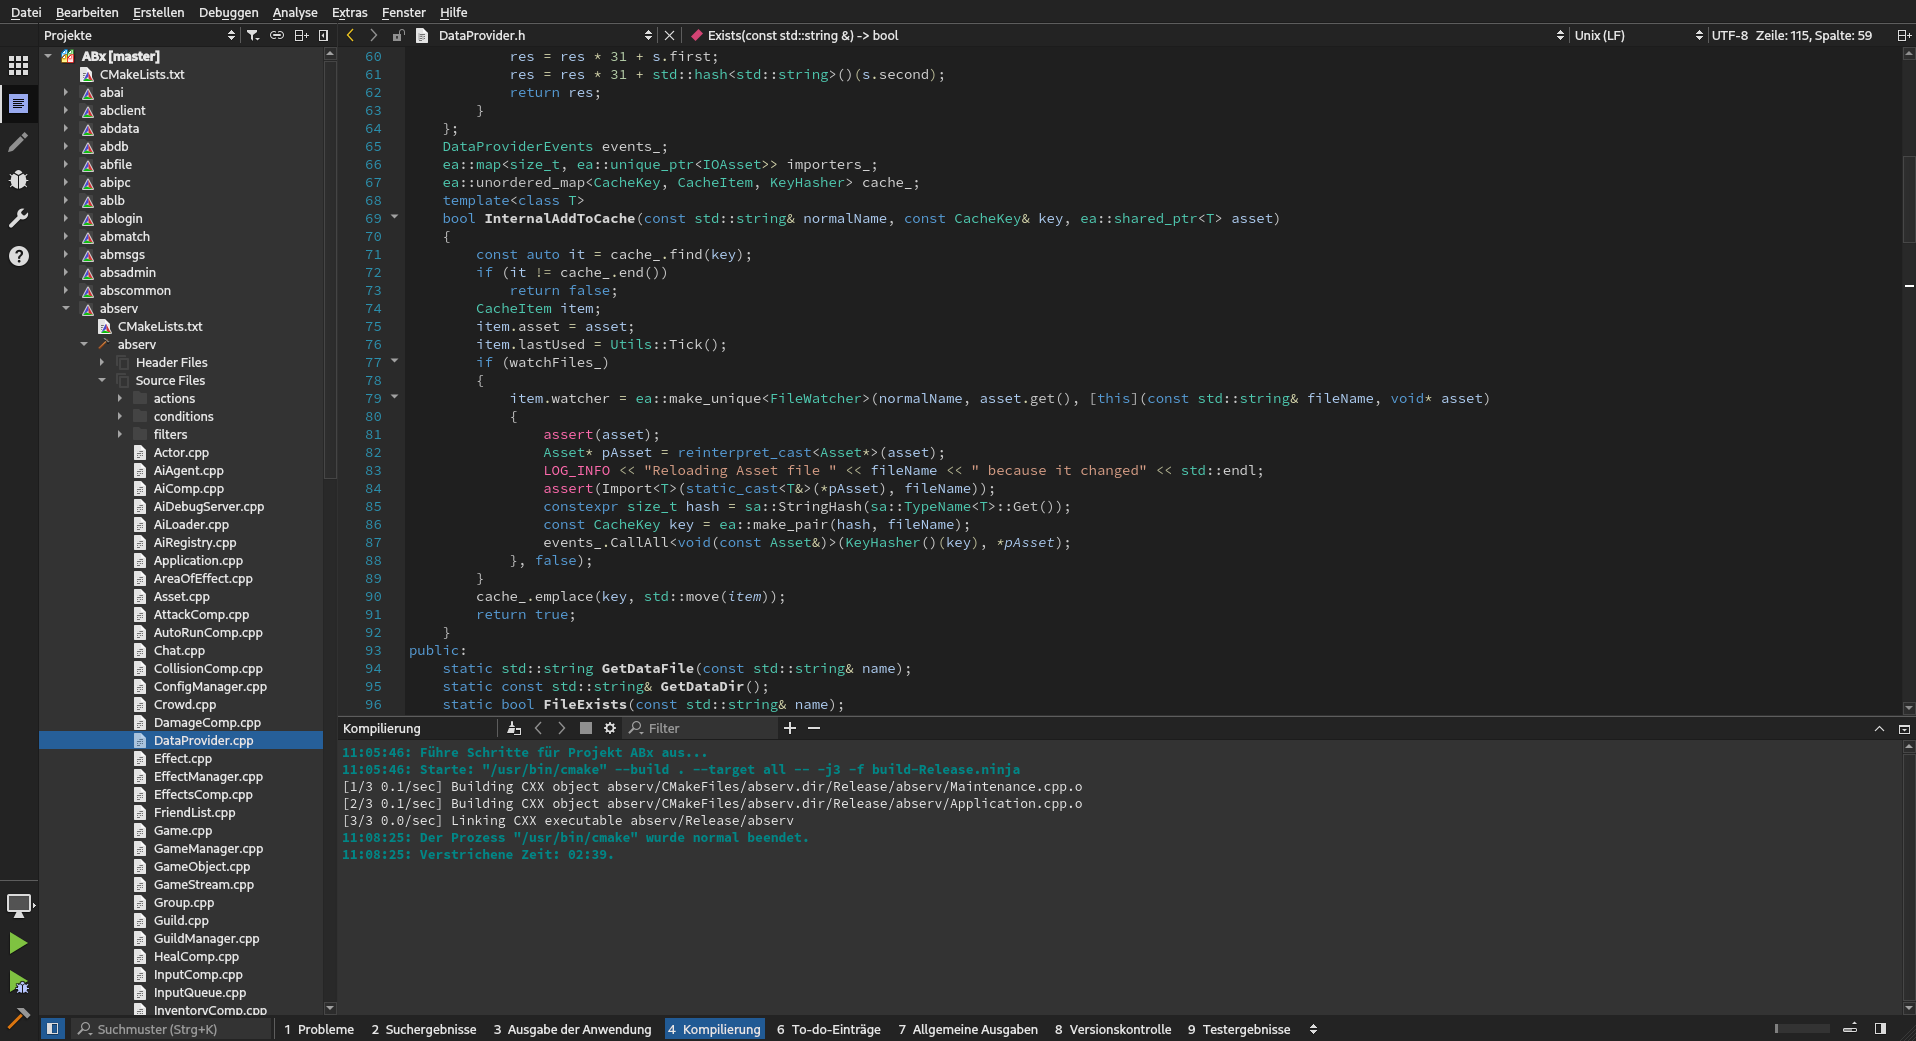 Datei Bearbeiten Erstellen Debuggen Analyse Extras Fenster Hilfe
Projekte
DataProvider.h
Exists(const std::string &) -> bool
Unix (LF)
UTF-8 Zeile: 115, Spalte: 59
ABx [master]
CMakeLists.txt
abai
abclient
abdata
abdb
abfile
abipc
ablb
ablogin
abmatch
abmsgs
absadmin
abscommon
abserv
CMakeLists.txt
abserv
Header Files
Source Files
actions
conditions
filters
Actor.cpp
AiAgent.cpp
AiComp.cpp
AiDebugServer.cpp
AiLoader.cpp
AiRegistry.cpp
Application.cpp
AreaOfEffect.cpp
Asset.cpp
AttackComp.cpp
AutoRunComp.cpp
Chat.cpp
CollisionComp.cpp
ConfigManager.cpp
Crowd.cpp
DamageComp.cpp
DataProvider.cpp
Effect.cpp
EffectManager.cpp
EffectsComp.cpp
FriendList.cpp
Game.cpp
GameManager.cpp
GameObject.cpp
GameStream.cpp
Group.cpp
Guild.cpp
GuildManager.cpp
HealComp.cpp
InputComp.cpp
InputQueue.cpp
InventoryComp.cpp
60 res = res * 31 + s.first;
61 res = res * 31 + std::hash<std::string>()(s.second);
62 return res;
63 }
64 };
65 DataProviderEvents events_;
66 ea::map<size_t, ea::unique_ptr<IOAsset>> importers_;
67 ea::unordered_map<CacheKey, CacheItem, KeyHasher> cache_;
68 template<class T>
69 bool InternalAddToCache(const std::string& normalName, const CacheKey& key, ea::shared_ptr<T> asset)
70 {
71 const auto it = cache_.find(key);
72 if (it != cache_.end())
73 return false;
74 CacheItem item;
75 item.asset = asset;
76 item.lastUsed = Utils::Tick();
77 if (watchFiles_)
78 {
79 item.watcher = ea::make_unique<FileWatcher>(normalName, asset.get(), [this](const std::string& fileName, void* asset)
80 {
81 assert(asset);
82 Asset* pAsset = reinterpret_cast<Asset*>(asset);
83 LOG_INFO << "Reloading Asset file " << fileName << " because it changed" << std::endl;
84 assert(Import<T>(static_cast<T&>(*pAsset), fileName));
85 constexpr size_t hash = sa::StringHash(sa::TypeName<T>::Get());
86 const CacheKey key = ea::make_pair(hash, fileName);
87 events_.CallAll<void(const Asset&)>(KeyHasher()(key), *pAsset);
88 }, false);
89 }
90 cache_.emplace(key, std::move(item));
91 return true;
92 }
93 public:
94 static std::string GetDataFile(const std::string& name);
95 static const std::string& GetDataDir();
96 static bool FileExists(const std::string& name);
Kompilierung
Filter
11:05:46: Führe Schritte für Projekt ABx aus...
11:05:46: Starte: "/usr/bin/cmake" --build . --target all -- -j3 -f build-Release.ninja
[1/3 0.1/sec] Building CXX object abserv/CMakeFiles/abserv.dir/Release/abserv/Maintenance.cpp.o
[2/3 0.1/sec] Building CXX object abserv/CMakeFiles/abserv.dir/Release/abserv/Application.cpp.o
[3/3 0.0/sec] Linking CXX executable abserv/Release/abserv
11:08:25: Der Prozess "/usr/bin/cmake" wurde normal beendet.
11:08:25: Verstrichene Zeit: 02:39.
Suchmuster (Strg+K)
1 Probleme 2 Suchergebnisse 3 Ausgabe der Anwendung 4 Kompilierung 6 To-do-Einträge 7 Allgemeine Ausgaben 8 Versionskontrolle 9 Testergebnisse